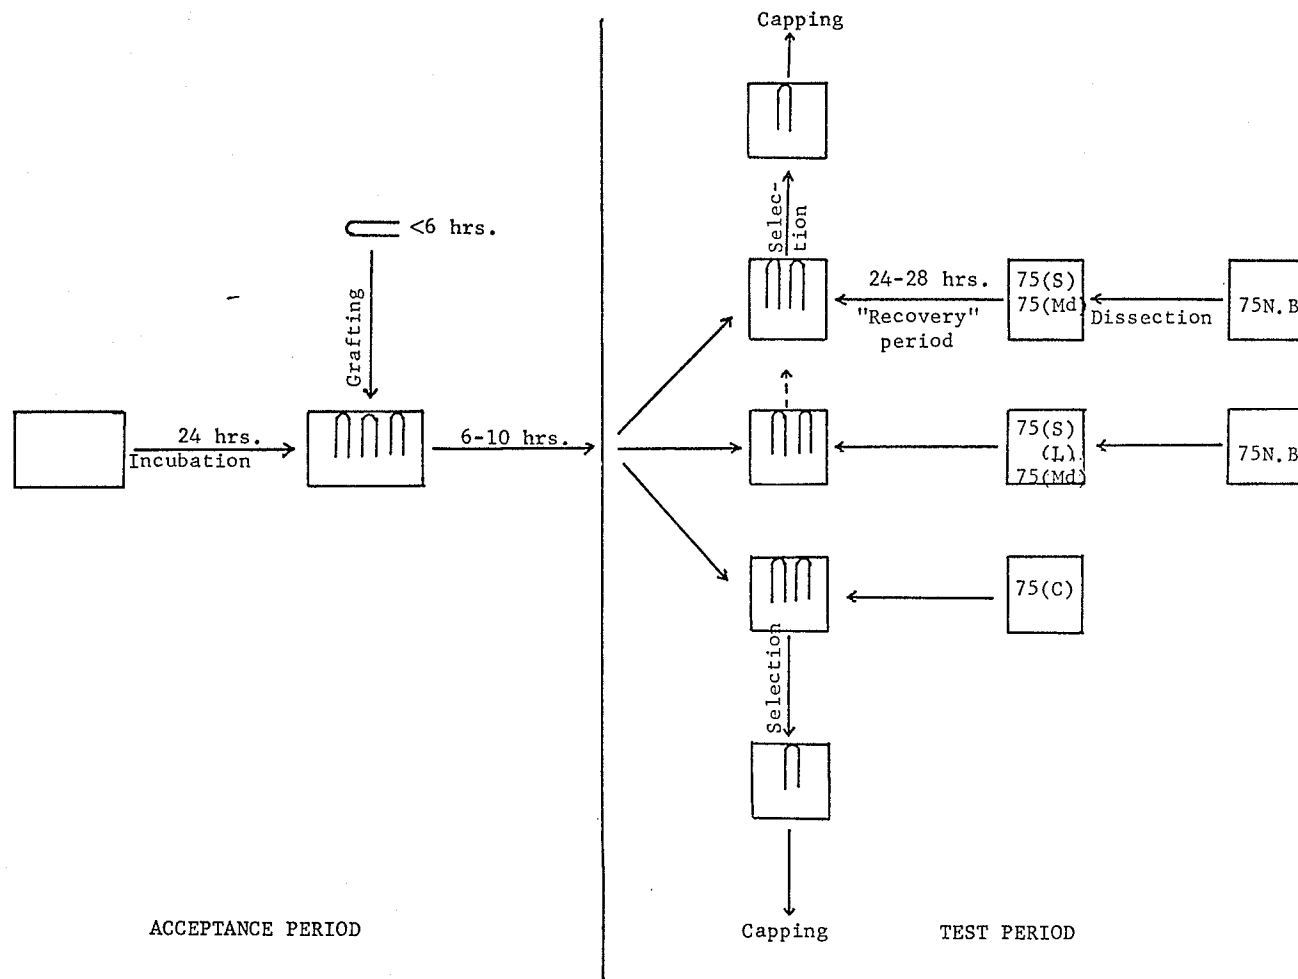 Capping
Selec-
tion
<6 hrs.
Grafting
24-28 hrs.
"Recovery"
period
75(S)
75(Md)
Dissection
75N.B
24 hrs.
Incubation
6-10 hrs.
75(S)
(L)
75(Md)
75N.B
75(C)
Selection
Capping
ACCEPTANCE PERIOD
TEST PERIOD